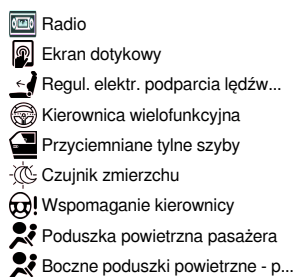 Radio
Ekran dotykowy
Regul. elektr. podparcia lędźw...
Kierownica wielofunkcyjna
Przyciemniane tylne szyby
Czujnik zmierzchu
Wspomaganie kierownicy
Poduszka powietrzna pasażera
Boczne poduszki powietrzne - p...